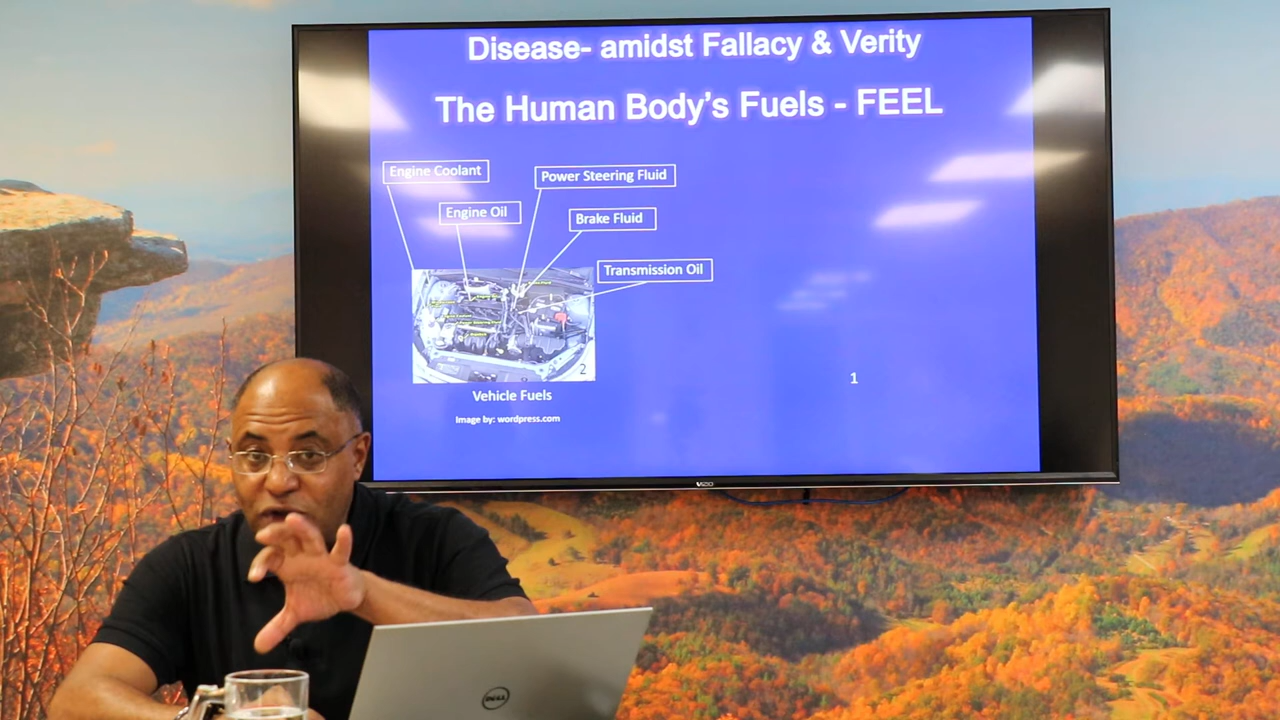 Disease- amidst Fallacy & Verity
The Human Body's Fuels - FEEL
Engine Coolant
Power Steering Fluid
Engine Oil
Brake Fluid
Transmission Oil
2
Vehicle Fuels
Image by: wordpress.com
1
VIZIO
DELL